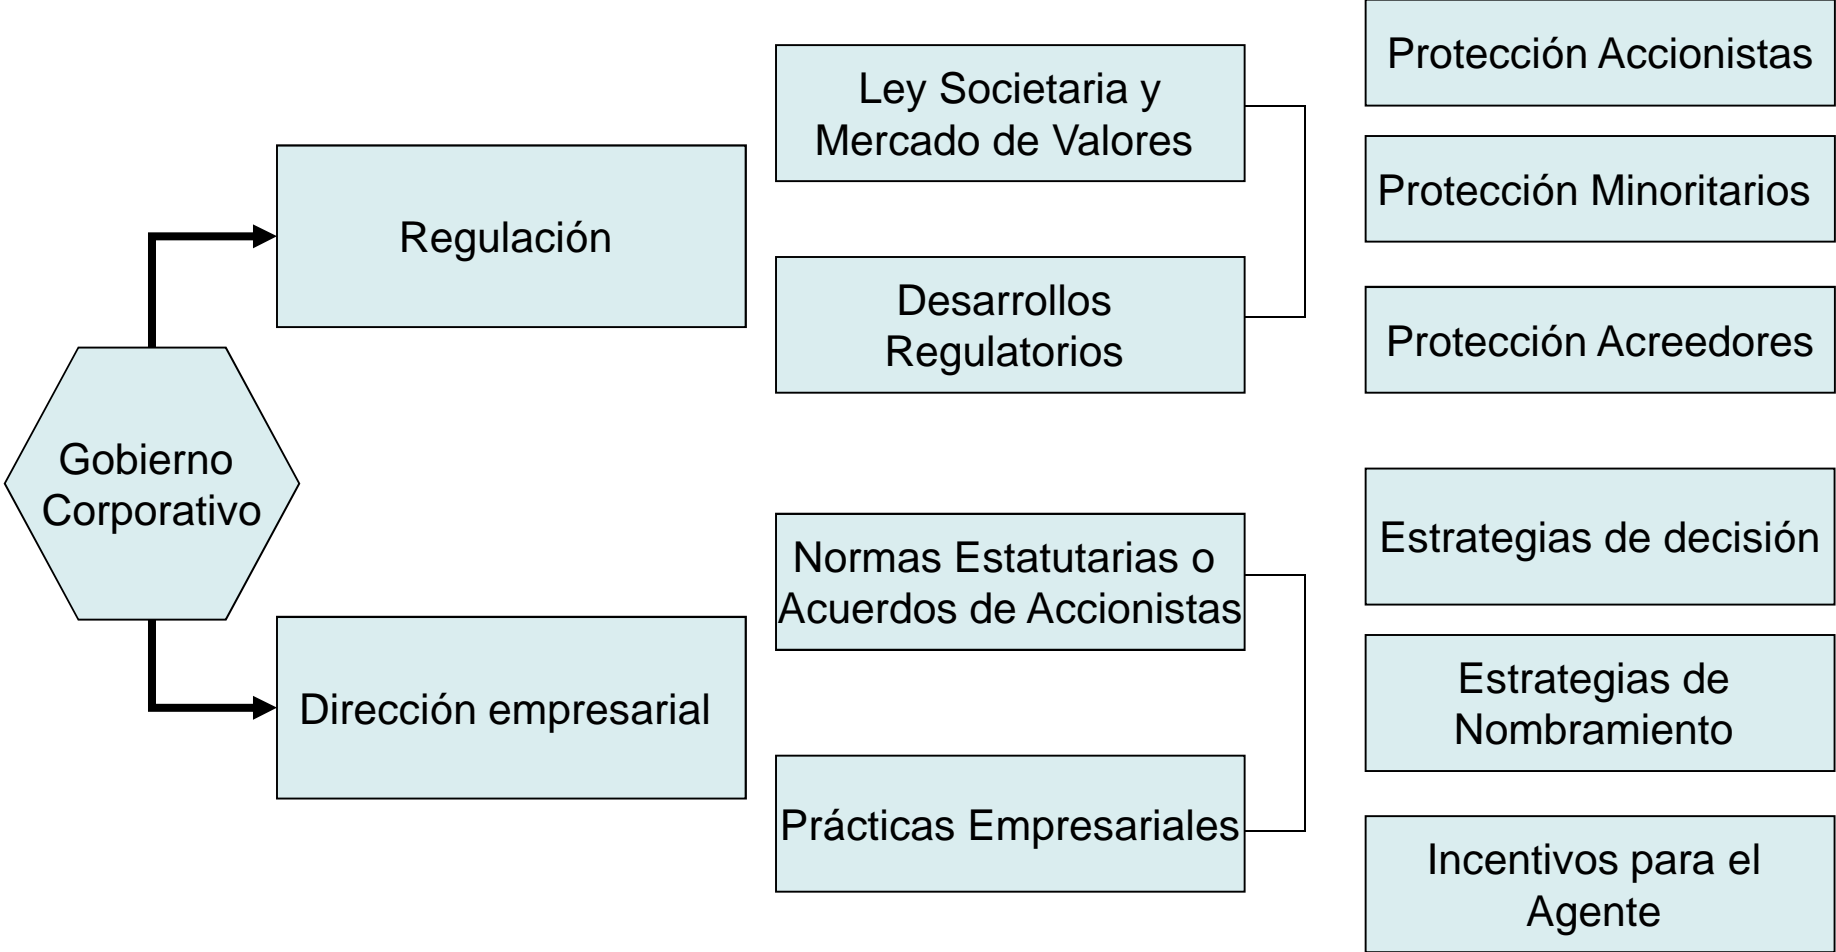 Gobierno
Corporativo
Regulación
Dirección empresarial
Ley Societaria y
Mercado de Valores
Desarrollos
Regulatorios
Normas Estatutarias o
Acuerdos de Accionistas
Prácticas Empresariales
Protección Accionistas
Protección Minoritarios
Protección Acreedores
Estrategias de decisión
Estrategias de
Nombramiento
Incentivos para el
Agente